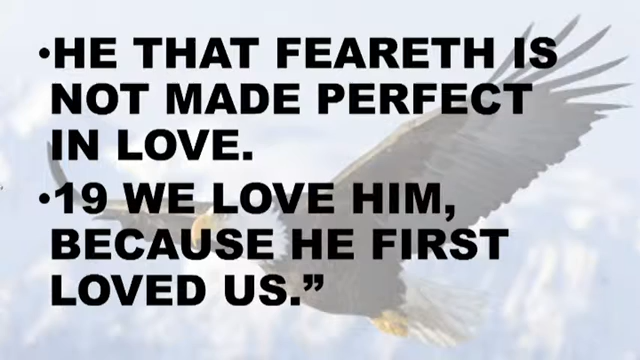 •HE THAT FEARETH IS
NOT MADE PERFECT
IN LOVE.
•19 WE LOVE HIM,
BECAUSE HE FIRST
LOVED US.”